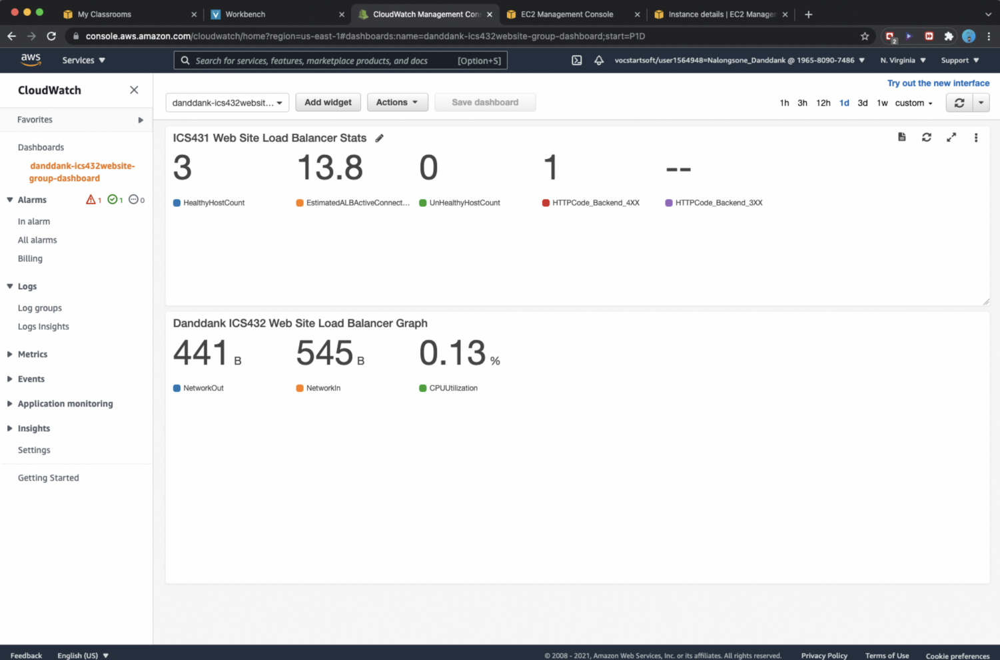 My Classrooms
Workbench
CloudWatch Management Con
EC2 Management Console
Instance details | EC2 Manager
console.aws.amazon.com/cloudwatch/home?region=us-east-1#dashboards:name=danddank-ics432website-group-dashboard;start=P1D
2
aws
Services
Search for services, features, marketplace products, and docs [Option+S]
vocstartsoft/user1564948=Nalongsone_Danddank @ 1965-8090-7486
N. Virginia
Support
CloudWatch
Favorites
Dashboards
danddank-ics432website-
group-dashboard
Alarms 1 1 0
In alarm
All alarms
Billing
Logs
Log groups
Logs Insights
Metrics
Events
Application monitoring
Insights
Settings
Getting Started
Try out the new interface
danddank-ics432websit...
Add widget
Actions
Save dashboard
1h 3h 12h 1d 3d 1w custom
ICS431 Web Site Load Balancer Stats
3 13.8 0 1 --
HealthyHostCount EstimatedALBActiveConnect... UnHealthyHostCount HTTPCode_Backend_4XX HTTPCode_Backend_3XX
Danddank ICS432 Web Site Load Balancer Graph
441 B 545 B 0.13 %
NetworkOut NetworkIn CPUUtilization
Feedback English (US) © 2008 - 2021, Amazon Web Services, Inc. or its affiliates. All rights reserved. Privacy Policy Terms of Use Cookie preferences